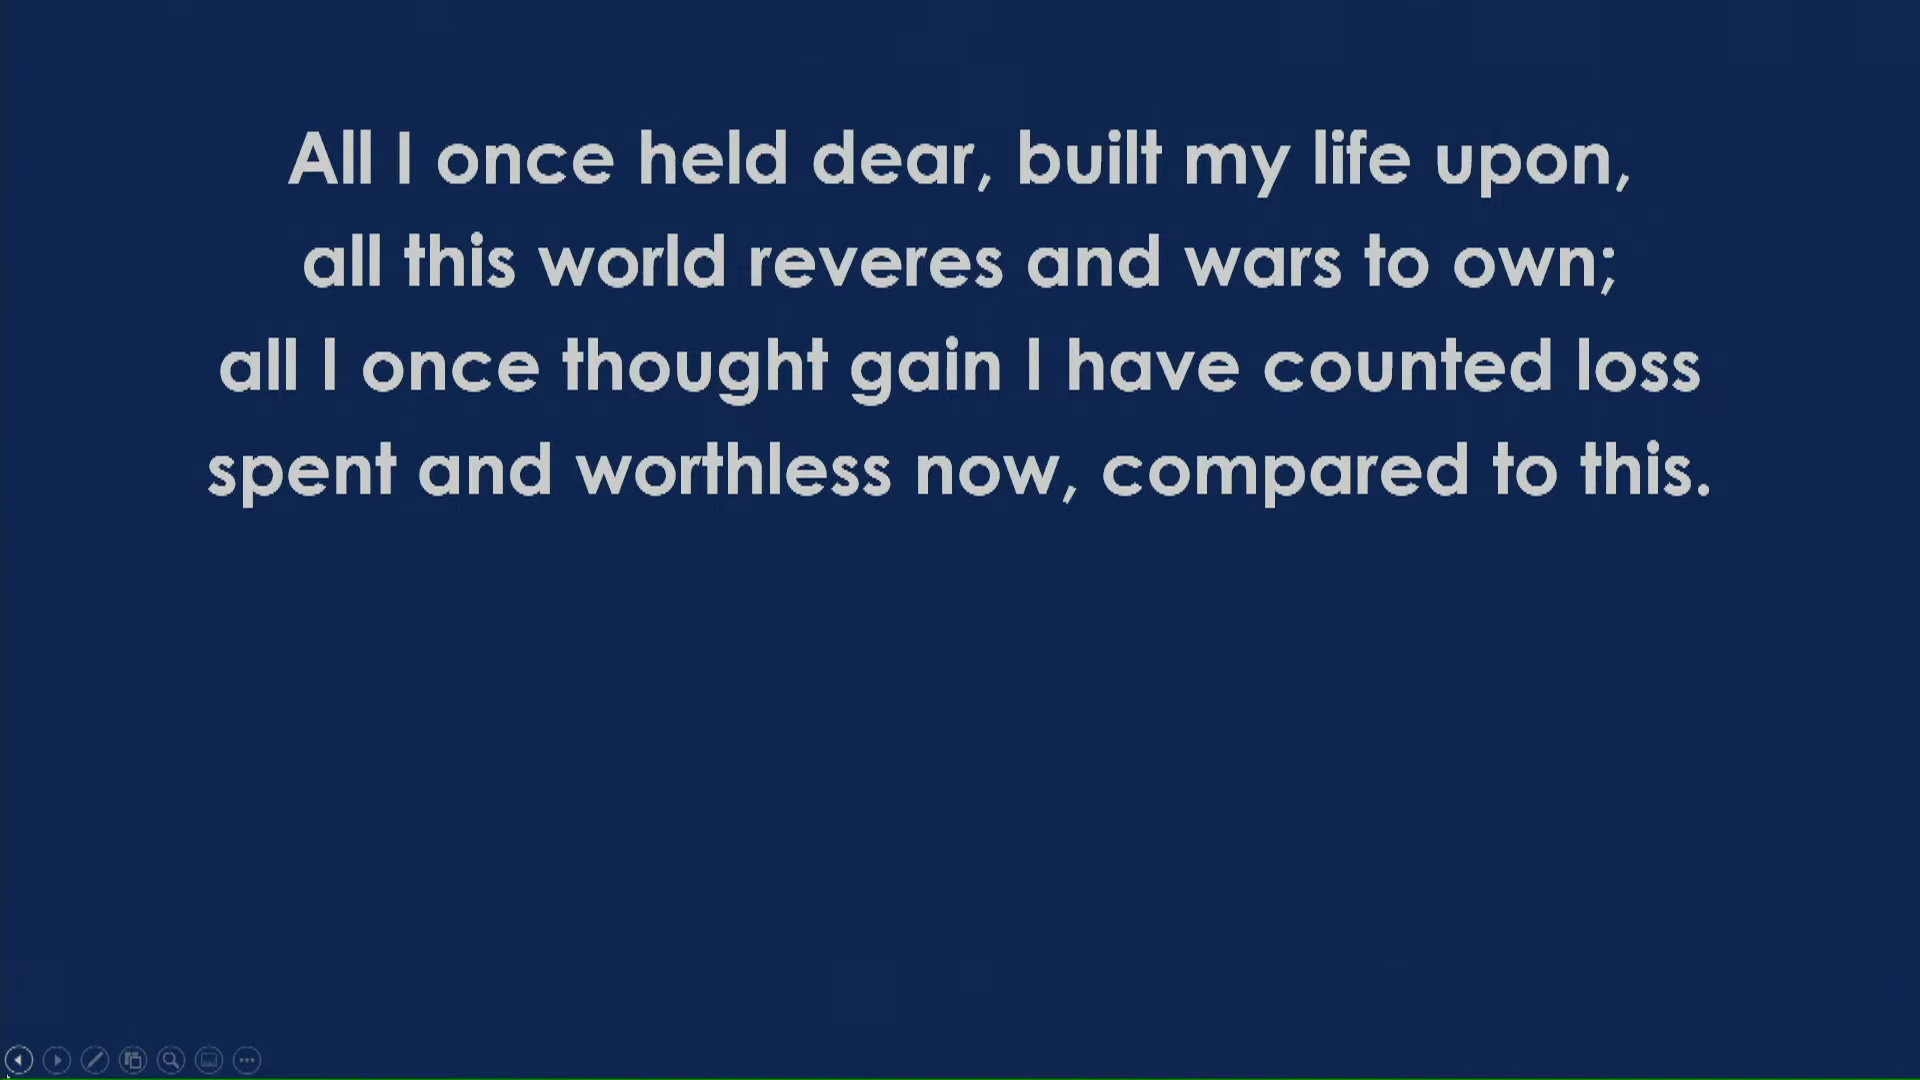 All I once held dear, built my life upon,
all this world reveres and wars to own;
all I once thought gain I have counted loss
spent and worthless now, compared to this.